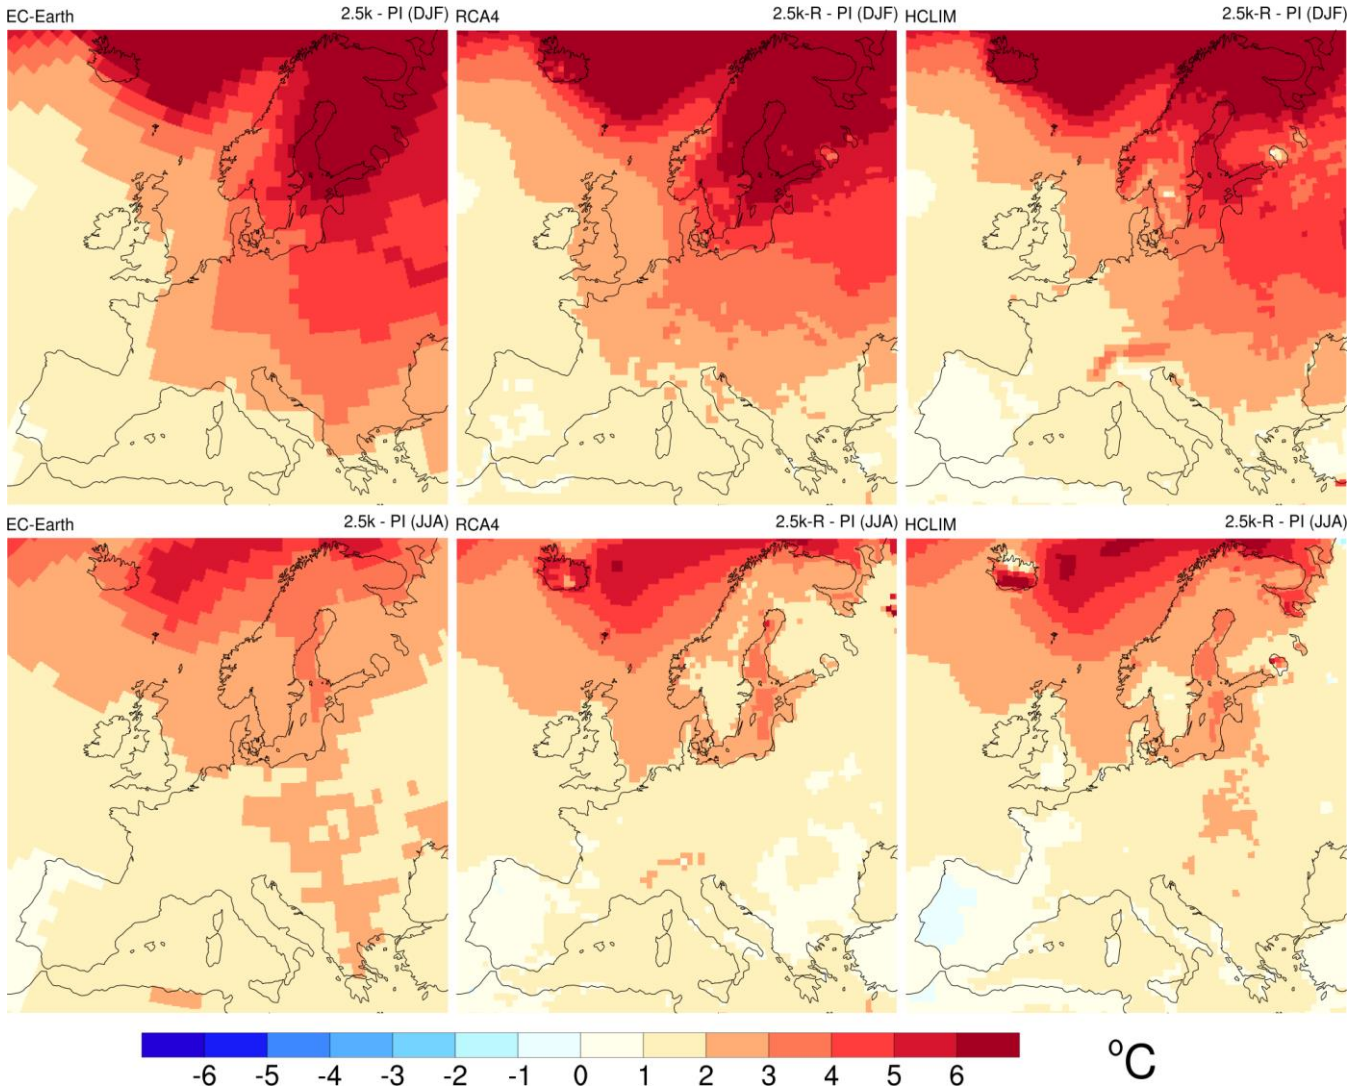 EC-Earth 2.5k - PI (DJF) RCA4 2.5k-R - PI (DJF) HCLIM 2.5k-R - PI (DJF)
EC-Earth 2.5k - PI (JJA) RCA4 2.5k-R - PI (JJA) HCLIM 2.5k-R - PI (JJA)
-6 -5 -4 -3 -2 -1 0 1 2 3 4 5 6 °C